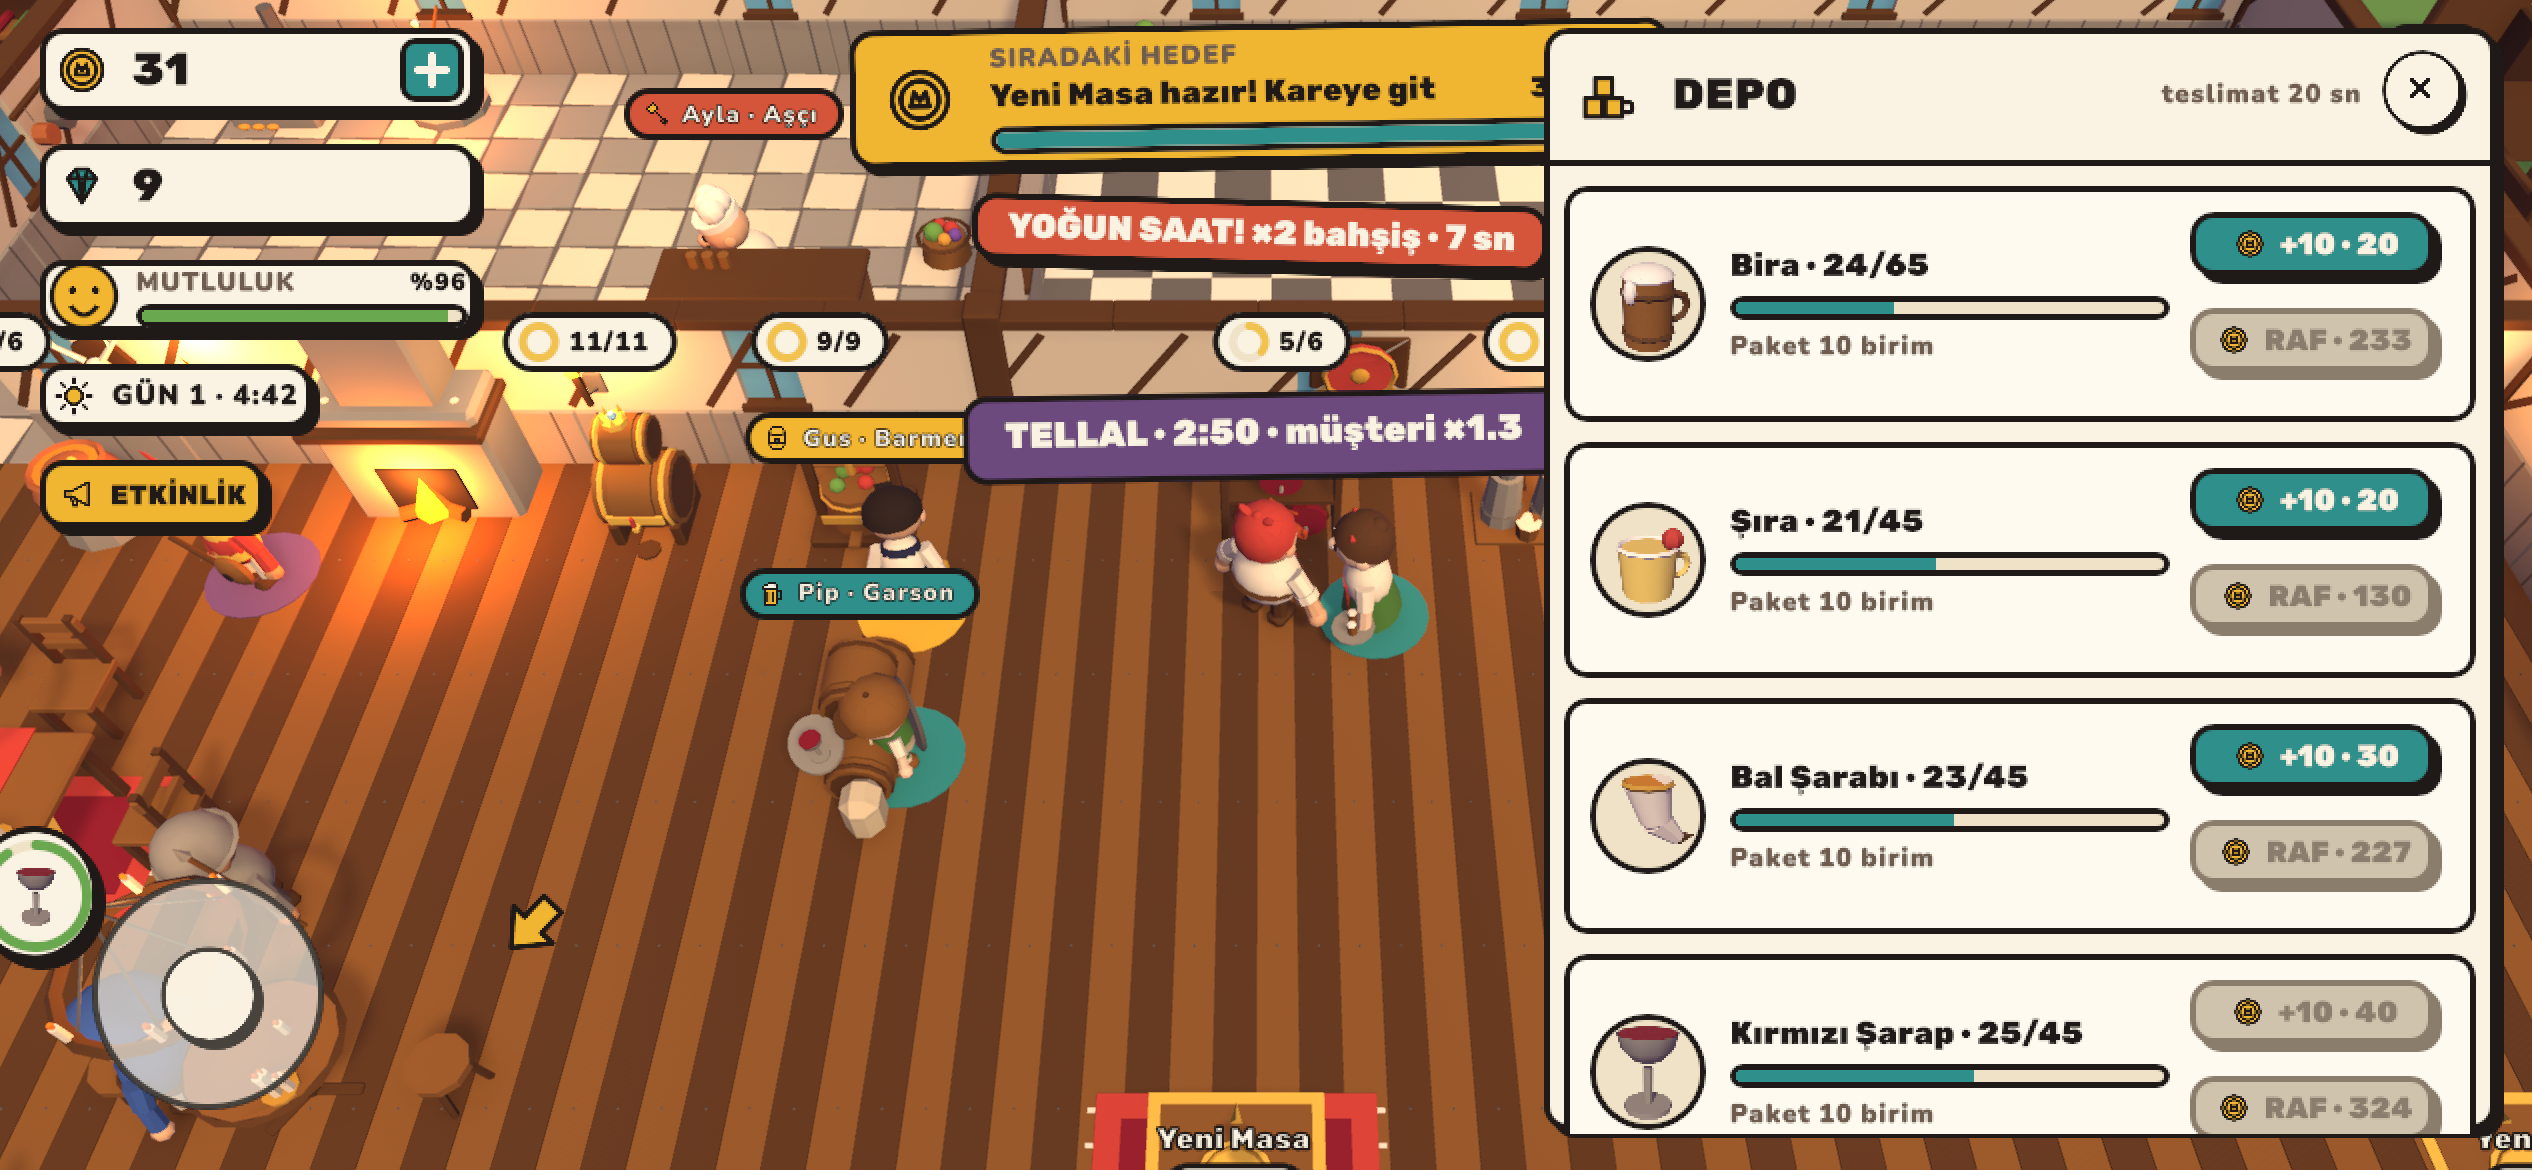 31
9
MUTLULUK %96
/6
GÜN 1 · 4:42
ETKİNLİK
Ayla · Aşçı
SIRADAKİ HEDEF
Yeni Masa hazır! Kareye git
YOĞUN SAAT! ×2 bahşiş · 7 sn
11/11
9/9
5/6
Gus · Barmen
TELLAL · 2:50 · müşteri ×1.3
Pip · Garson
Yeni Masa
DEPO
teslimat 20 sn
Bira · 24/65
Paket 10 birim
+10 · 20
RAF · 233
Şıra · 21/45
Paket 10 birim
+10 · 20
RAF · 130
Bal Şarabı · 23/45
Paket 10 birim
+10 · 30
RAF · 227
Kırmızı Şarap · 25/45
Paket 10 birim
+10 · 40
RAF · 324